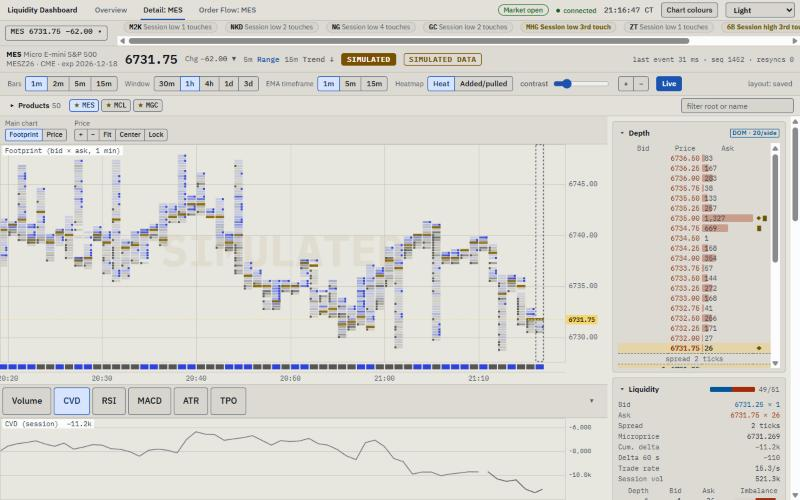 Liquidity Dashboard Overview Detail: MES Order Flow: MES Market open connected 21:16:47 CT Chart colours Light
MES 6731.75 −62.00 M2K Session low 1 touches NKD Session low 2 touches NG Session low 4 touches GC Session low 2 touches MHG Session low 3rd touch ZT Session low 1 touches 6B Session high 3rd to
MES Micro E-mini S&P 500
MESZ26 · CME · exp 2026-12-18
6731.75 Chg −62.00 ▼ 5m Range 15m Trend ↓ SIMULATED SIMULATED DATA last event 31 ms · seq 1452 · resyncs 0
Bars 1m 2m 5m 15m Window 30m 1h 4h 1d 3d EMA timeframe 1m 5m 15m Heatmap Heat Added/pulled contrast + − Live layout: saved
Products 50 ★ MES ★ MCL ★ MGC filter root or name
Main chart Price
Footprint Price + − Fit Center Lock
Footprint (bid × ask, 1 min)
SIMULATED
6745.00
6740.00
6735.00
6731.75
6730.00
20:20 20:30 20:40 20:50 21:00 21:10
Volume CVD RSI MACD ATR TPO
CVD (session) −11.2k
−6,000
−8,000
−10.0k
Depth DOM · 20/side
Bid Price Ask
6736.50 83
6736.25 167
6736.00 203
6735.75 38
6735.50 133
6735.25 267
6735.00 1,327
6734.75 669
6734.50 1
6734.25 168
6734.00 364
6733.75 57
6733.50 144
6733.25 272
6733.00 168
6732.75 41
6732.50 266
6732.25 171
6732.00 27
6731.75 26
spread 2 ticks
Liquidity 49/51
Bid 6731.25 × 1
Ask 6731.75 × 26
Spread 2 ticks
Microprice 6731.269
Cum. delta −11.2k
Delta 60 s −110
Trade rate 15.3/s
Session vol 521.3k
Depth Bid Ask Imbalance